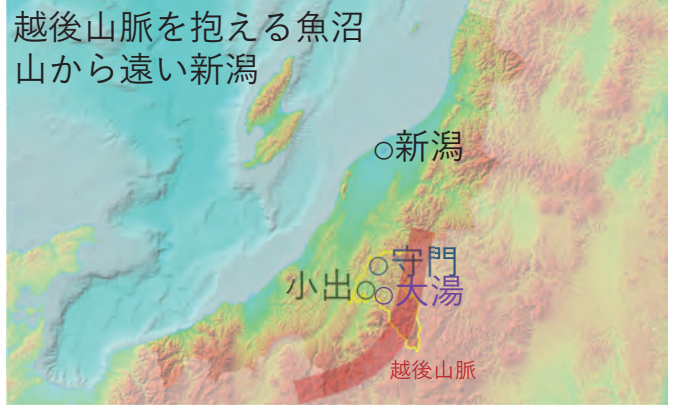 越後山脈を抱える魚沼
山から遠い新潟
○新潟
○守門
小出○
○大湯
越後山脈